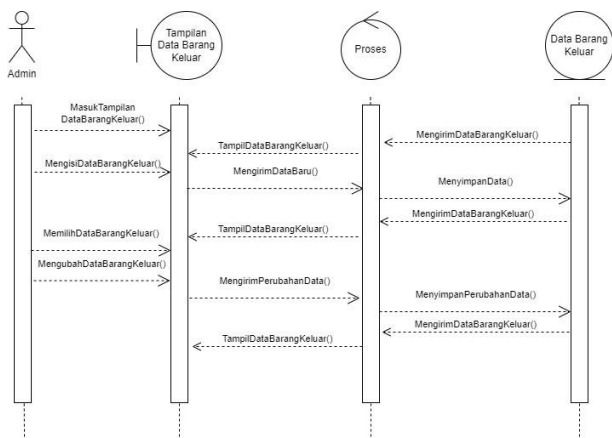 Admin
Tampilan
Data Barang
Keluar
Proses
Data Barang
Keluar
MasukTampilan
DataBarangKeluar()
MengirimDataBarangKeluar()
TampilDataBarangKeluar()
MengisiDataBarangKeluar()
MengirimDataBaru()
MenyimpanData()
MengirimDataBarangKeluar()
TampilDataBarangKeluar()
MemilihDataBarangKeluar()
MengubahDataBarangKeluar()
MengirimPerubahanData()
MenyimpanPerubahanData()
MengirimDataBarangKeluar()
TampilDataBarangKeluar()